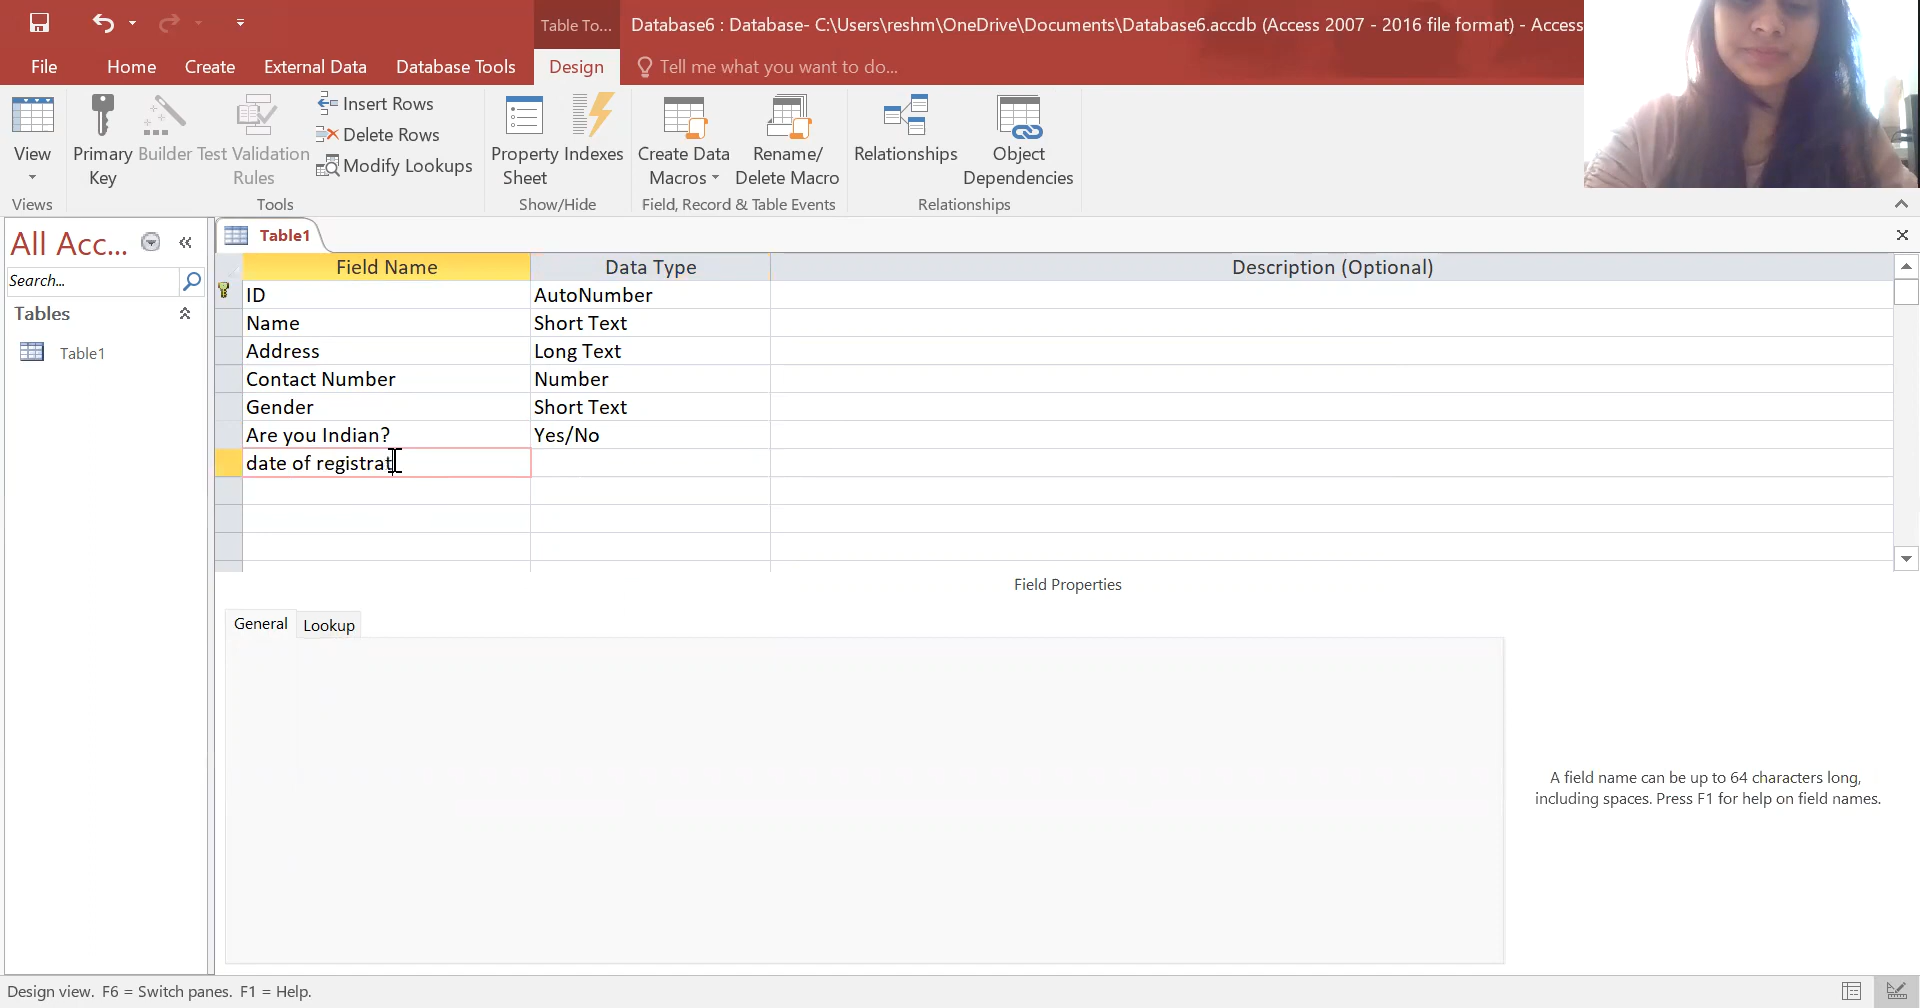 Table To...
Database6 : Database- C:\Users\reshm\OneDrive\Documents\Database6.accdb (Access 2007 - 2016 file format) - Access
File
Home
Create
External Data
Database Tools
Design
Tell me what you want to do...
View
Primary Key
Builder
Test Validation Rules
Insert Rows
Delete Rows
Modify Lookups
Property Sheet
Indexes
Create Data Macros
Rename/ Delete Macro
Relationships
Object Dependencies
Views
Tools
Show/Hide
Field, Record & Table Events
Relationships
All Acc...
Search...
Tables
Table1
Table1
Field Name
Data Type
Description (Optional)
ID AutoNumber
Name Short Text
Address Long Text
Contact Number Number
Gender Short Text
Are you Indian? Yes/No
date of registrat
Field Properties
General
Lookup
A field name can be up to 64 characters long,
including spaces. Press F1 for help on field names.
Design view. F6 = Switch panes. F1 = Help.